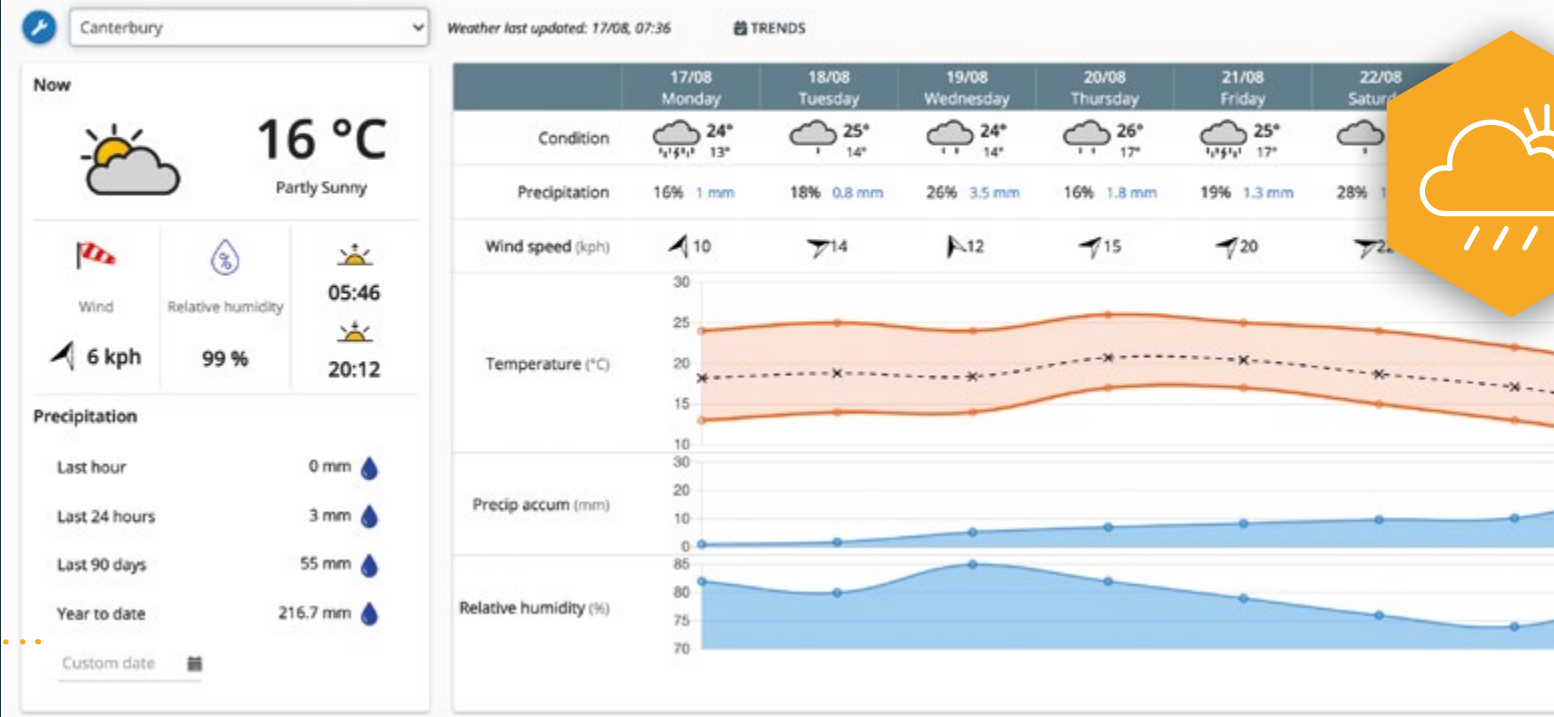 Canterbury
Weather last updated: 17/08, 07:36
TRENDS
Now
16 °C
Partly Sunny
Wind
6 kph
Relative humidity
99 %
05:46
20:12
Precipitation
Last hour 0 mm
Last 24 hours 3 mm
Last 90 days 55 mm
Year to date 216.7 mm
Custom date
17/08 18/08 19/08 20/08 21/08 22/08
Monday Tuesday Wednesday Thursday Friday
Condition 24° 25° 24° 26° 25°
13° 14° 14° 17° 17°
Precipitation 16% 1 mm 18% 0.8 mm 26% 3.5 mm 16% 1.8 mm 19% 1.3 mm 28%
Wind speed (kph) 10 14 12 15 20
Temperature (°C)
30
25
20
15
10
Precip accum (mm)
30
20
10
0
Relative humidity (%)
85
80
75
70